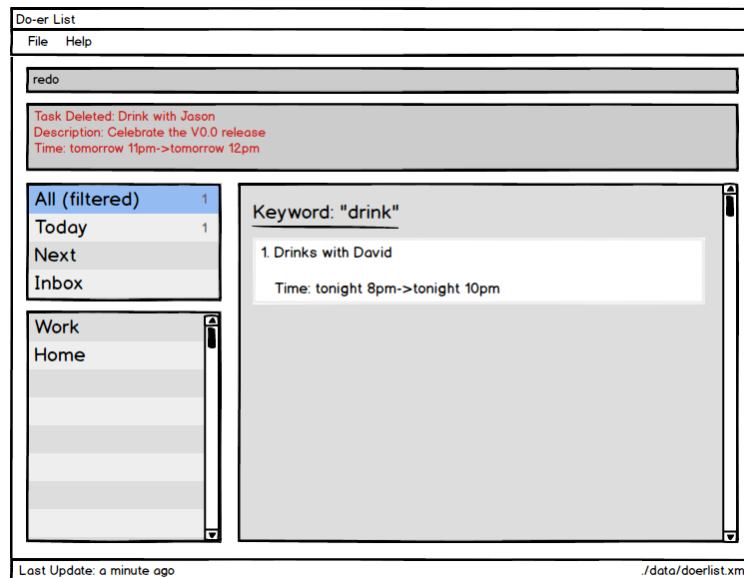 Do-er List
File Help
redo
Task Deleted: Drink with Jason
Description: Celebrate the V0.0 release
Time: tomorrow 11pm->tomorrow 12pm
All (filtered) 1
Today 1
Next
Inbox
Work
Home
Keyword: "drink"
1. Drinks with David
Time: tonight 8pm->tonight 10pm
Last Update: a minute ago
./data/doerlist.xm